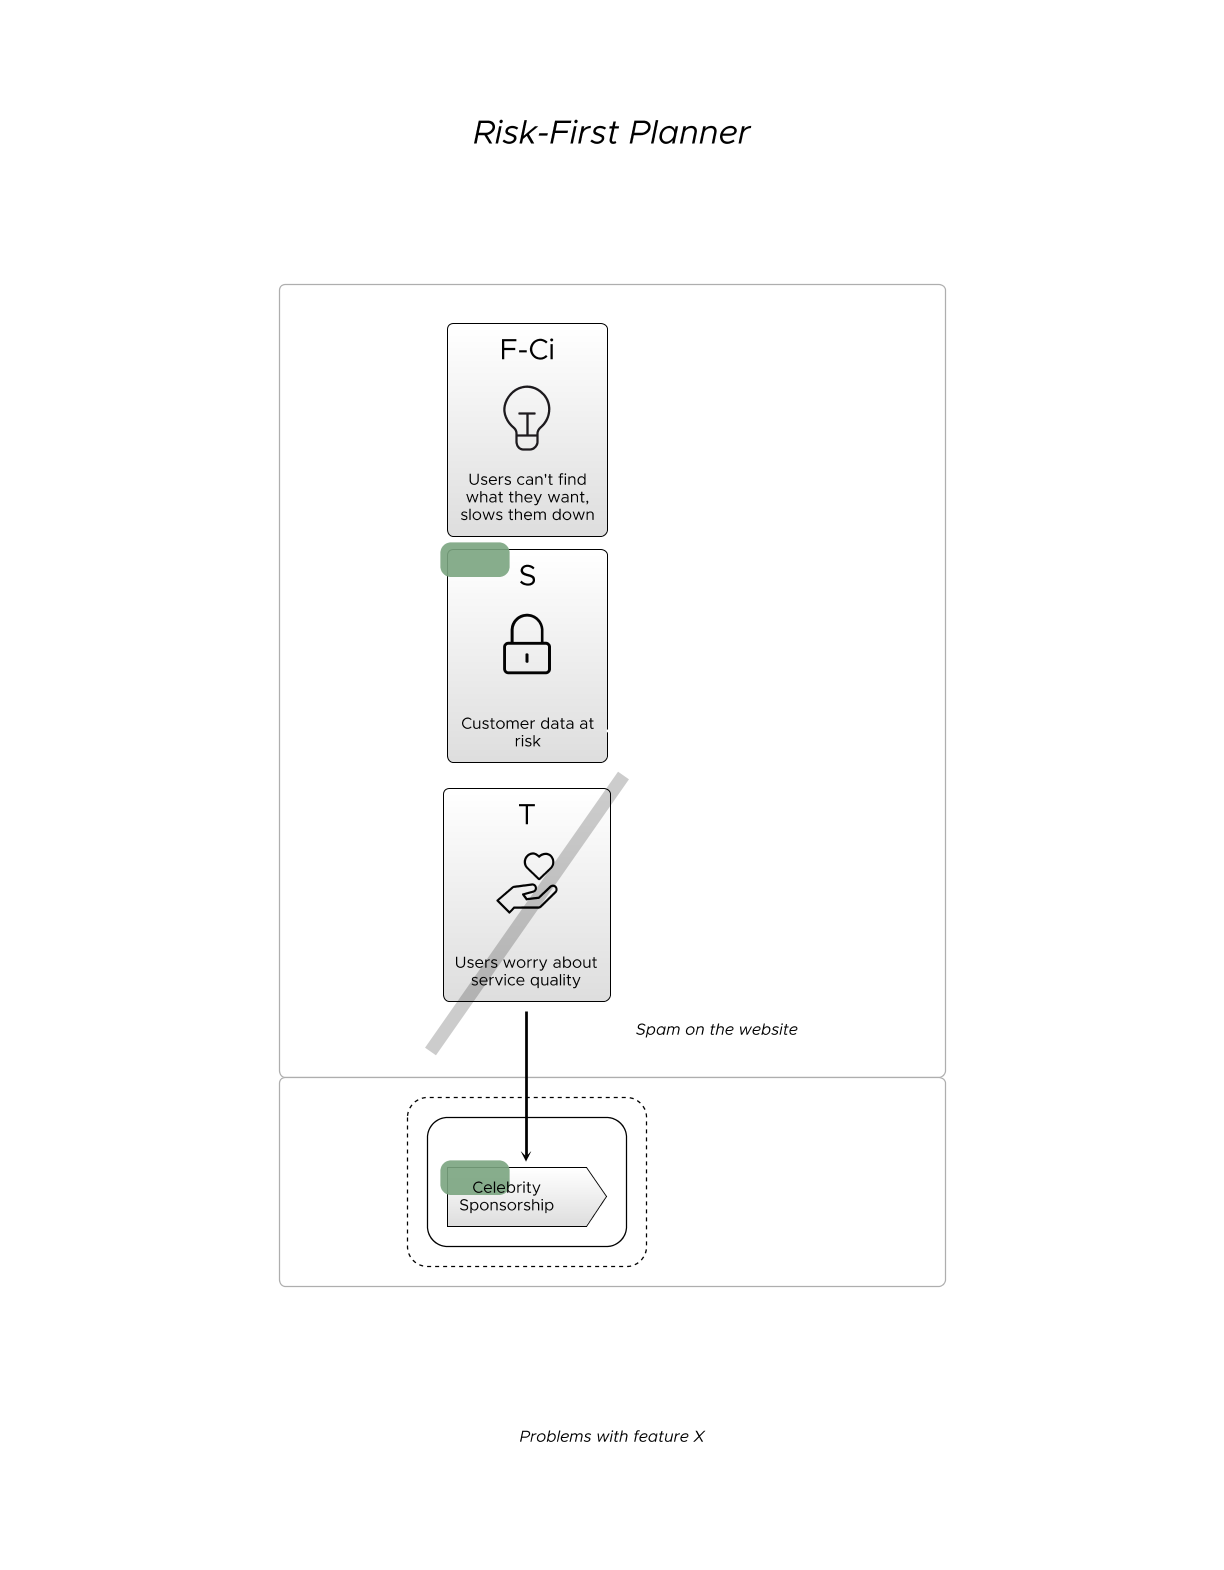 Risk-First Planner
F-Ci
Users can't find
what they want,
slows them down
S
Customer data at
risk
T
Users worry about
service quality
Spam on the website
Celebrity
Sponsorship
Problems with feature X